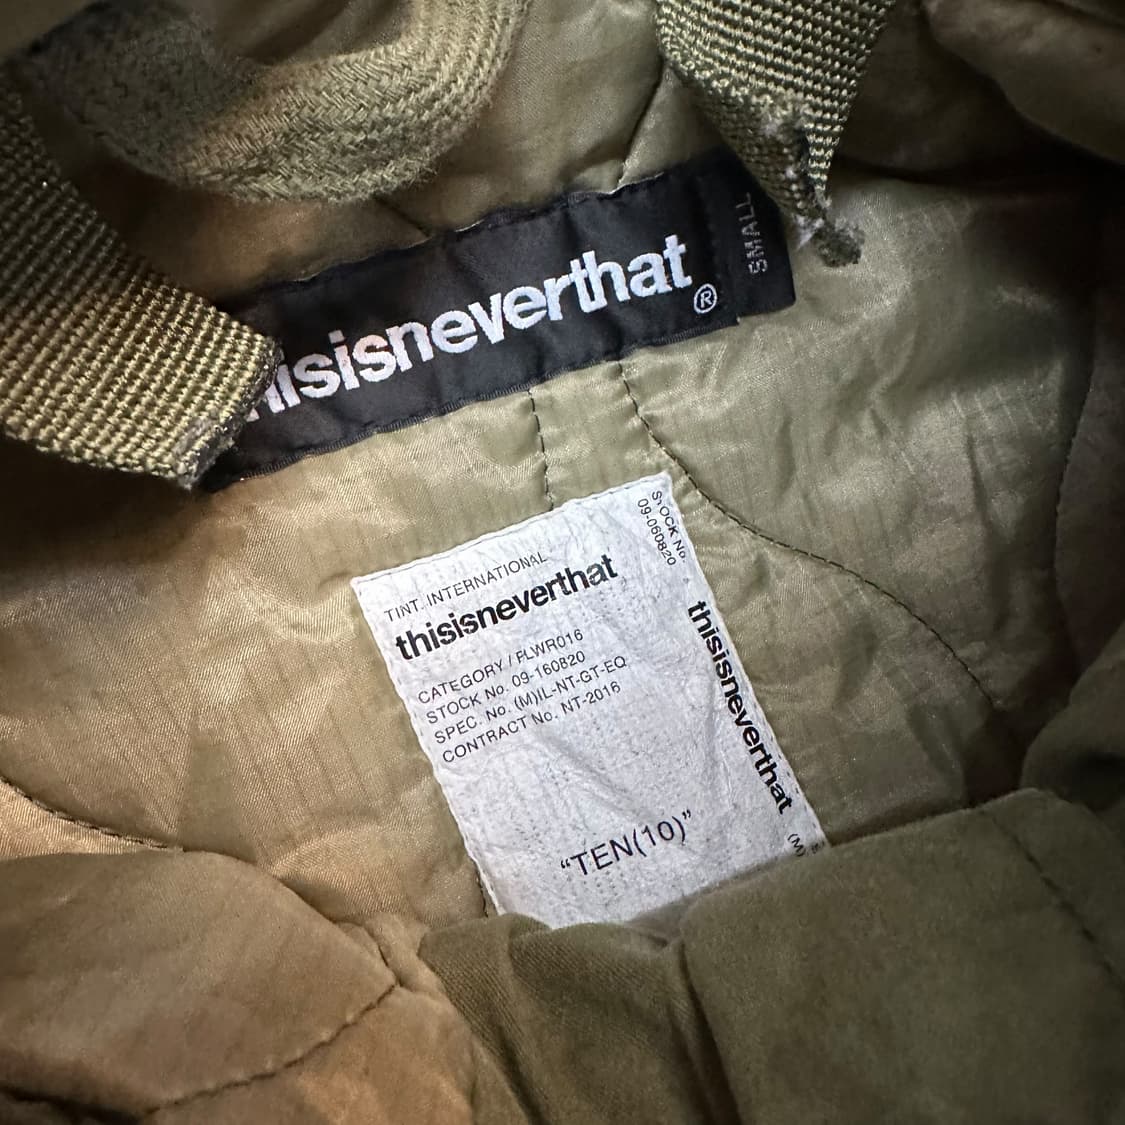 thisisneverthat®
SMALL
TINT. INTERNATIONAL
thisisneverthat
CATEGORY / FLWR016
STOCK No. 09-160820
SPEC. No. (M)IL-NT-GT-EQ
CONTRACT No. NT-2016
"TEN(10)"
STOCK No.
09-060820
thisisneverthat
(M)